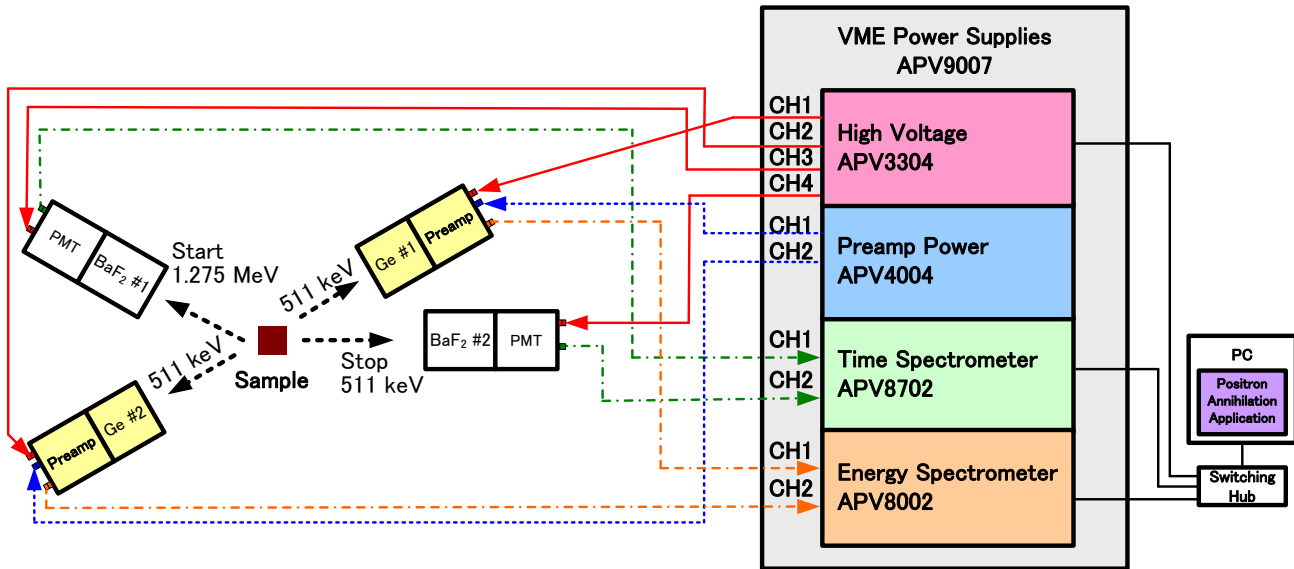 VME Power Supplies
APV9007
CH1
CH2
CH3
CH4
High Voltage
APV3304
CH1
CH2
Preamp Power
APV4004
CH1
CH2
Time Spectrometer
APV8702
CH1
CH2
Energy Spectrometer
APV8002
PMT
BaF2 #1
Start
1.275 MeV
511 keV
Ge #1
Preamp
BaF2 #2
PMT
Stop
511 keV
Sample
511 keV
Preamp
Ge #2
PC
Positron
Annihilation
Application
Switching
Hub